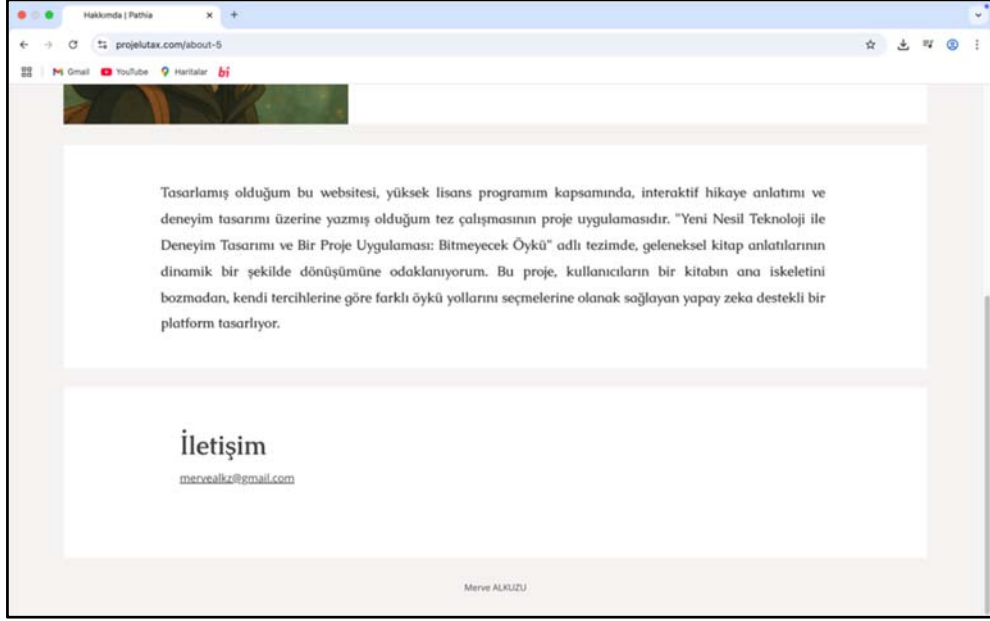 Hakkımda | Pathia
projelutax.com/about-5
Gmail YouTube Haritalar bi
Tasarlamış olduğum bu websitesi, yüksek lisans programım kapsamında, interaktif hikaye anlatımı ve
deneyim tasarımı üzerine yazmış olduğum tez çalışmasının proje uygulamasıdır. "Yeni Nesil Teknoloji ile
Deneyim Tasarımı ve Bir Proje Uygulaması: Bitmeyecek Öykü" adlı tezimde, geleneksel kitap anlatılarının
dinamik bir şekilde dönüşümüne odaklanıyorum. Bu proje, kullanıcıların bir kitabın ana iskeletini
bozmadan, kendi tercihlerine göre farklı öykü yollarını seçmelerine olanak sağlayan yapay zeka destekli bir
platform tasarlıyor.
İletişim
mervealkz@gmail.com
Merve ALKUZU